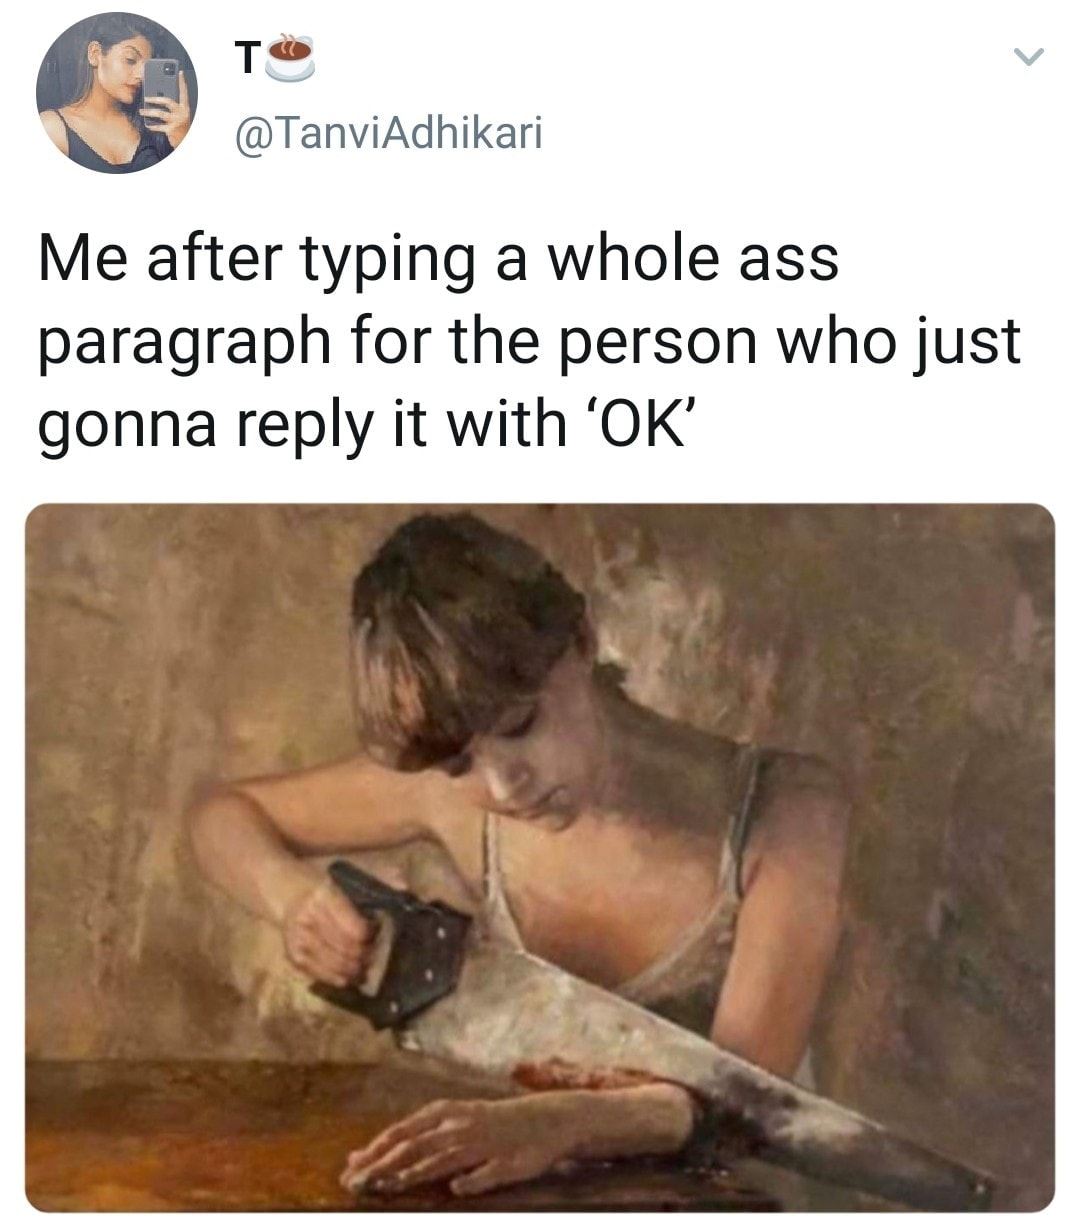 T☕
@TanviAdhikari
Me after typing a whole ass
paragraph for the person who just
gonna reply it with ‘OK’